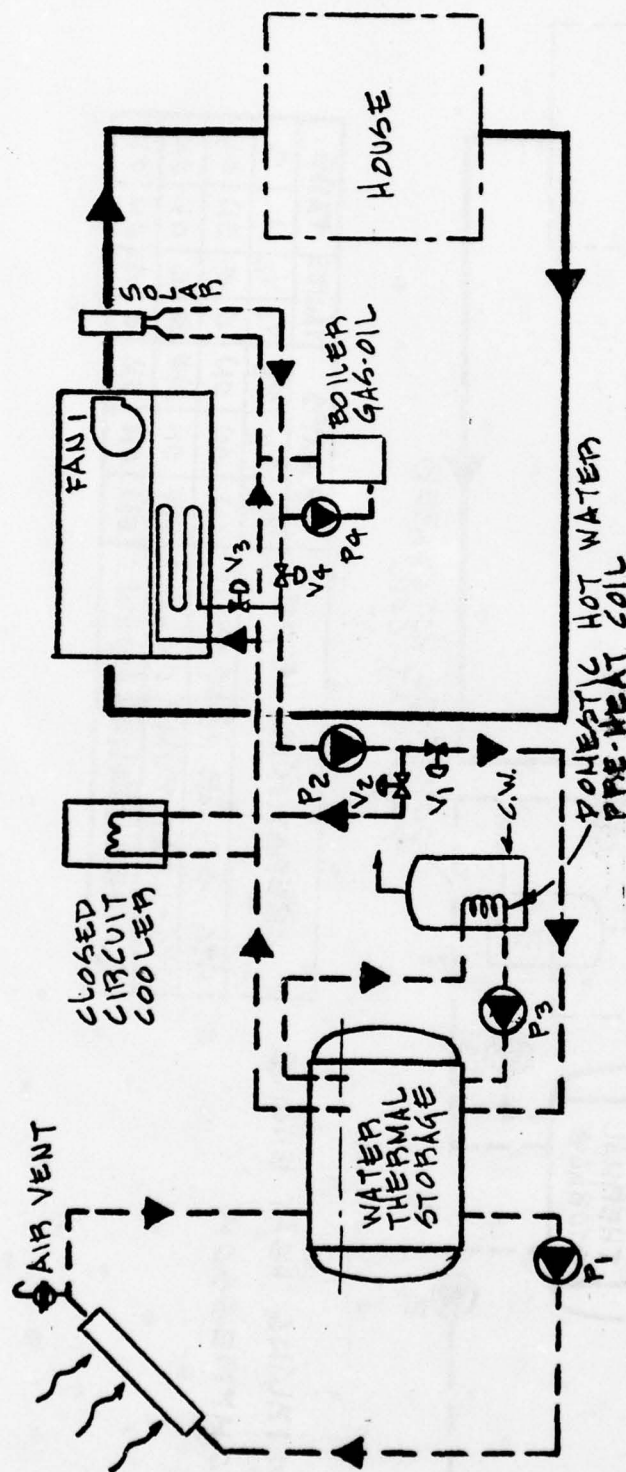 AIR VENT
CLOSED
CIRCUIT
COOLER
WATER
THERMAL
STORAGE
P1
P2
P3
V2
V1
C.W.
DOMESTIC HOT WATER
PRE-HEAT COIL
FAN 1
V3
V4
P4
SOLAR
BOILER
GAS-OIL
HOUSE